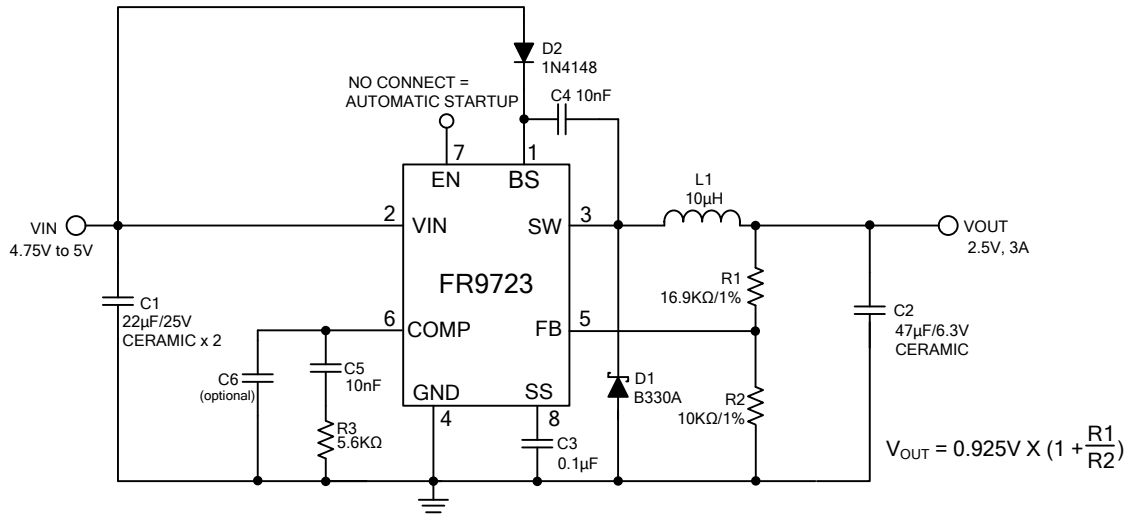 D2
1N4148
NO CONNECT =
AUTOMATIC STARTUP
C4 10nF
7
1
EN
BS
L1
10µH
VIN
4.75V to 5V
2
VIN
SW
3
VOUT
2.5V, 3A
FR9723
R1
16.9KΩ/1%
C1
22µF/25V
CERAMIC x 2
C2
47µF/6.3V
CERAMIC
6
COMP
FB
5
C6
(optional)
C5
10nF
D1
B330A
GND
SS
R2
10KΩ/1%
4
8
R3
5.6KΩ
C3
0.1µF
VOUT = 0.925V X (1 + R1/R2)